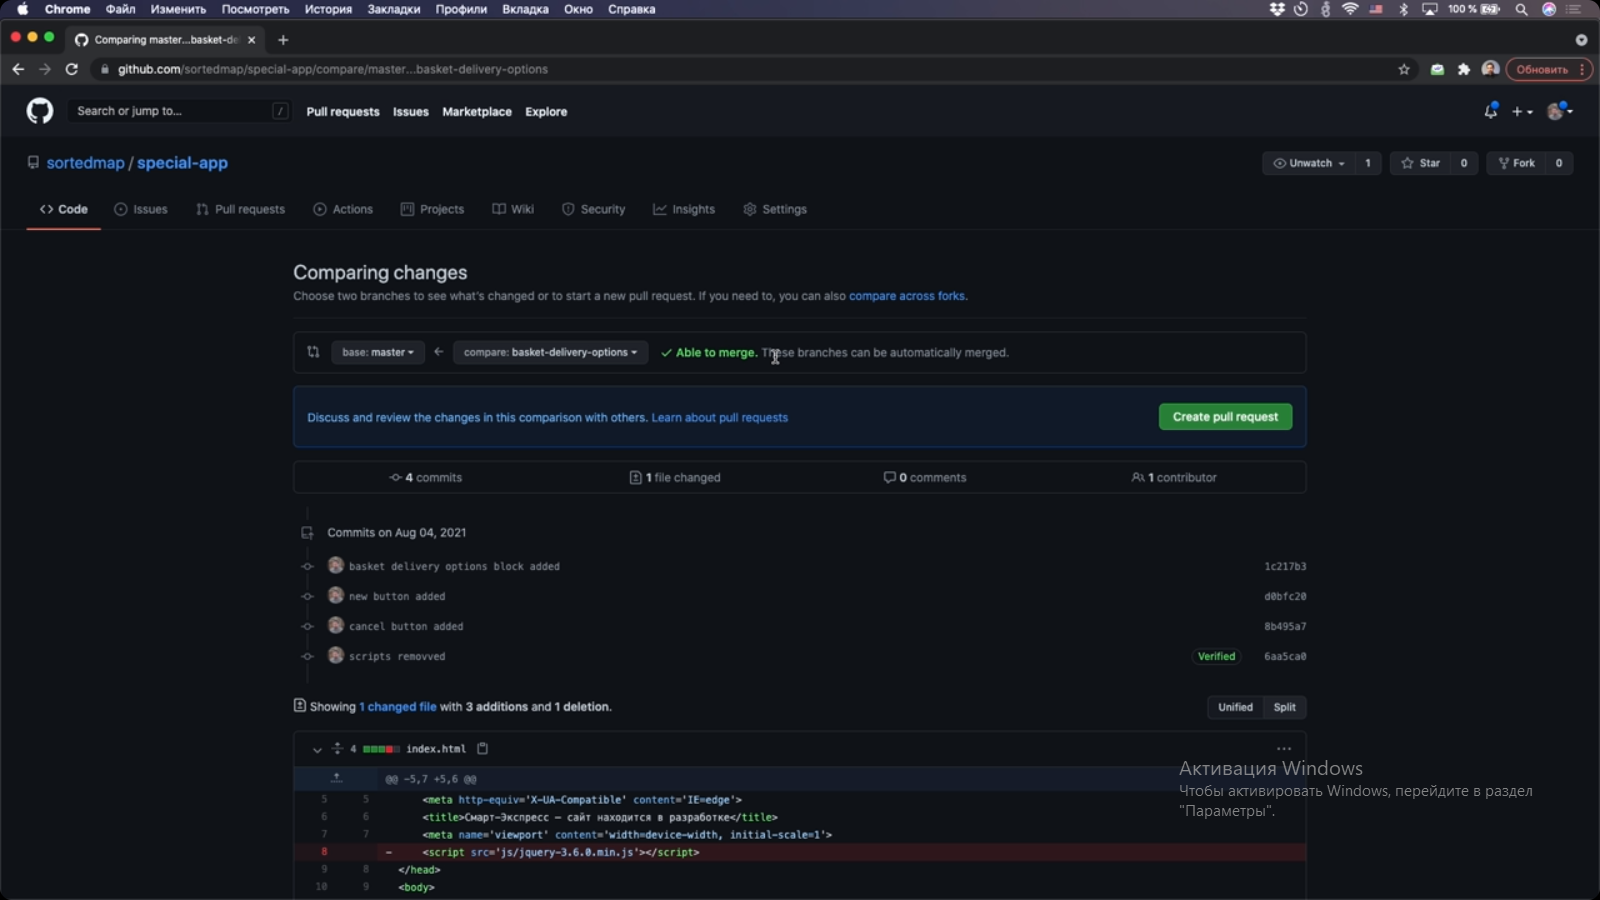 Chrome Файл Изменить Посмотреть История Закладки Профили Вкладка Окно Справка 100 %
Comparing master...basket-de
github.com/sortedmap/special-app/compare/master...basket-delivery-options Обновить
Search or jump to... / Pull requests Issues Marketplace Explore
sortedmap / special-app Unwatch 1 Star 0 Fork 0
Code Issues Pull requests Actions Projects Wiki Security Insights Settings
Comparing changes
Choose two branches to see what's changed or to start a new pull request. If you need to, you can also compare across forks.
base: master compare: basket-delivery-options Able to merge. These branches can be automatically merged.
Discuss and review the changes in this comparison with others. Learn about pull requests Create pull request
4 commits 1 file changed 0 comments 1 contributor
Commits on Aug 04, 2021
basket delivery options block added 1c217b3
new button added d0bfc20
cancel button added 8b495a7
scripts removved Verified 6aa5ca0
Showing 1 changed file with 3 additions and 1 deletion. Unified Split
4 index.html
@@ -5,7 +5,6 @@
5 5 <meta http-equiv='X-UA-Compatible' content='IE=edge'>
6 6 <title>Смарт-Экспресс — сайт находится в разработке</title>
7 7 <meta name='viewport' content='width=device-width, initial-scale=1'>
8 - <script src='js/jquery-3.6.0.min.js'></script>
9 8 </head>
10 9 <body>
Активация Windows
Чтобы активировать Windows, перейдите в раздел
"Параметры".